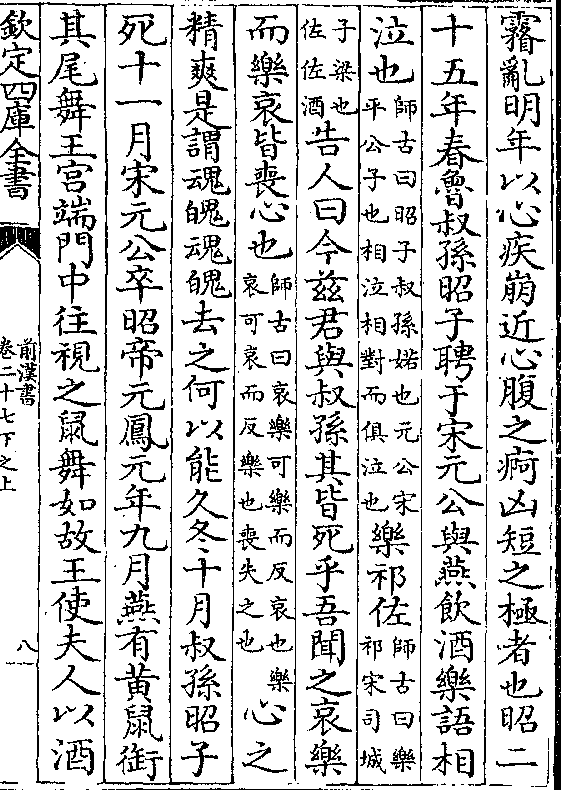 霿亂明年以心疾崩近心腹之痾凶短之極者也昭二
十五年春魯叔孫昭子聘于宋元公與燕飲酒樂語相
泣也師古曰昭子叔孫婼也元公宋平公子也相泣相對而俱泣也樂祁佐師古曰樂祁宋司城
子梁也佐佐酒告人曰今兹君與叔孫其皆死乎吾聞之哀樂
而樂哀皆喪心也師古曰哀樂可樂而反哀也樂哀可哀而反樂也喪失之也心之
精爽是謂魂魄魂魄去之何以能久冬十月叔孫昭子
死十一月宋元公卒昭帝元鳳元年九月燕有黄鼠銜
其尾舞王宫端門中往視之鼠舞如故王使夫人以酒
欽定四庫全書
前漢書
卷二十七下之上
八